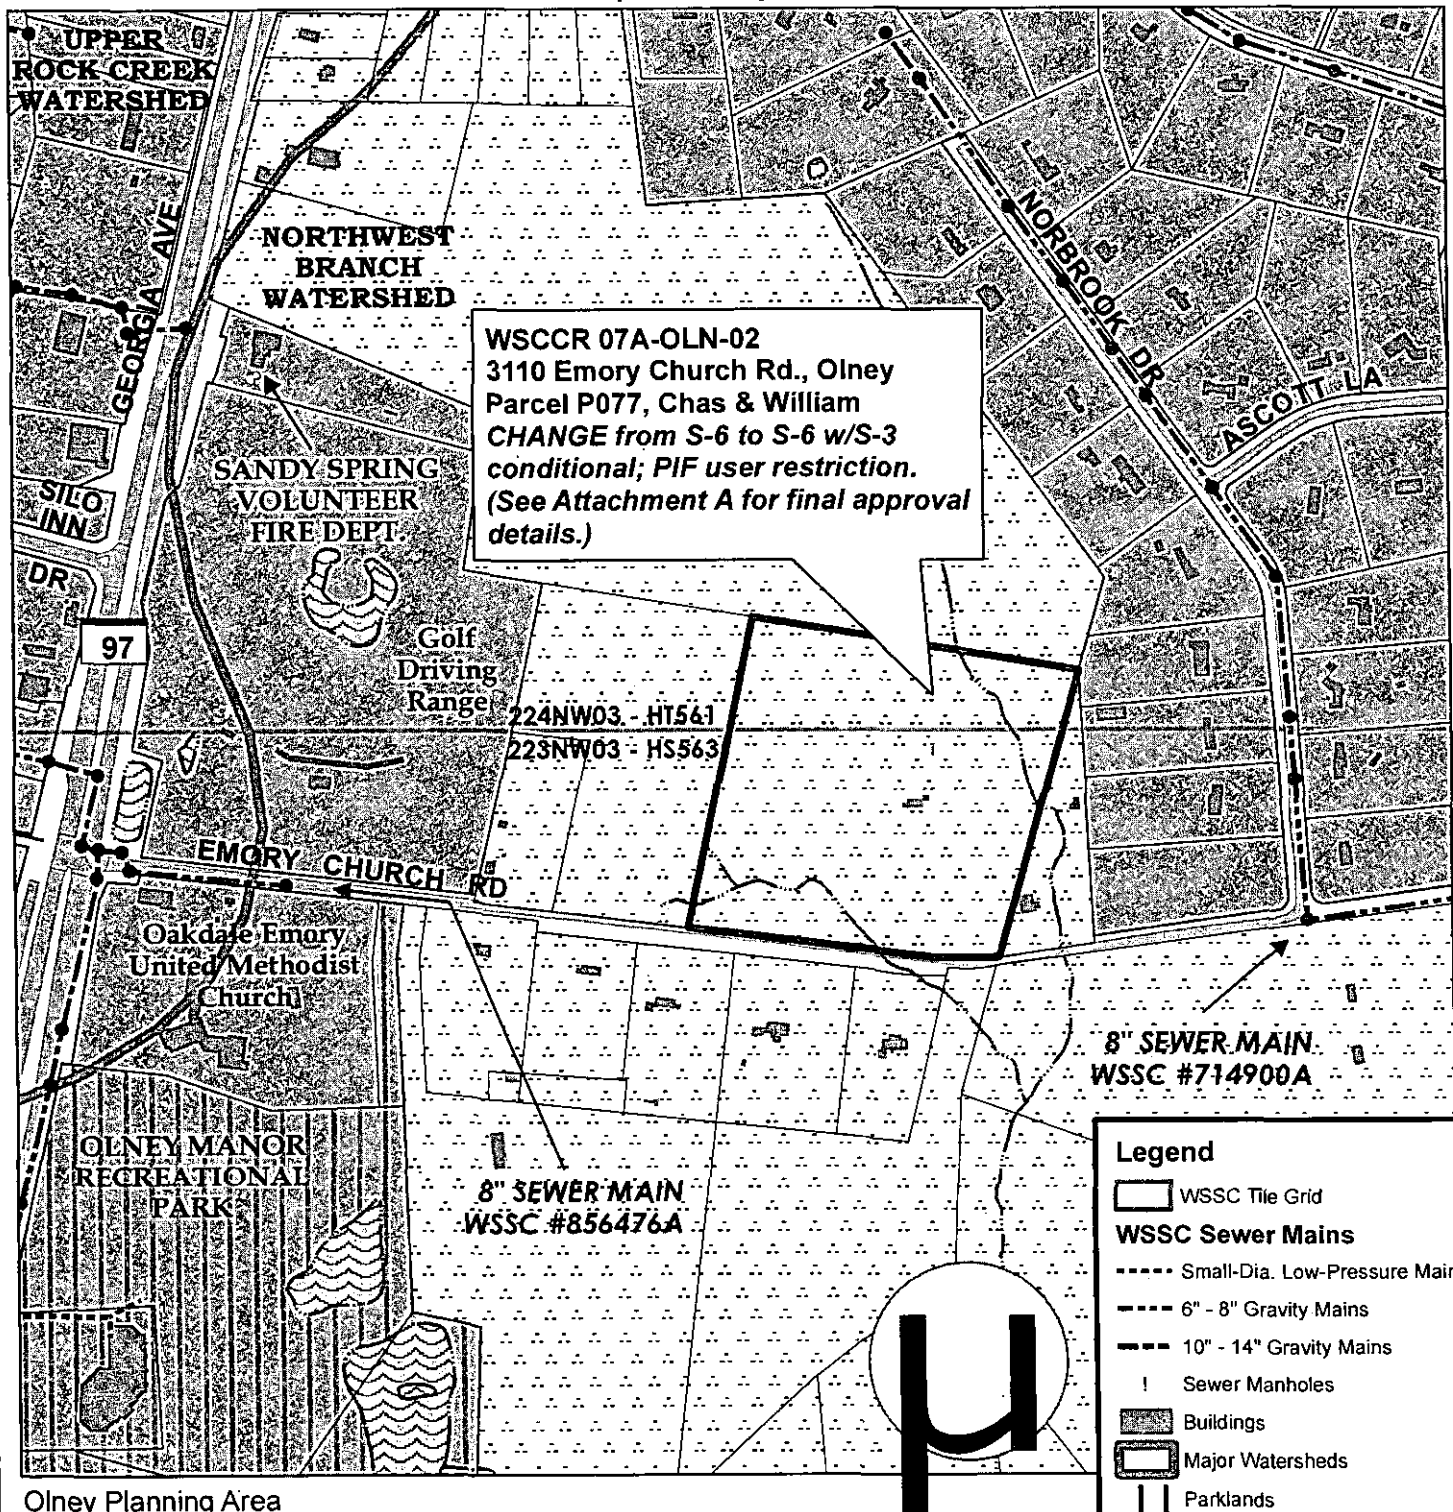 UPPER
ROCK CREEK
WATERSHED
GEORGIA AVE
NORTHWEST
BRANCH
WATERSHED
NORBROOK DR
ASCOTT LA
WSCCR 07A-OLN-02
3110 Emory Church Rd., Olney
Parcel P077, Chas & William
CHANGE from S-6 to S-6 w/S-3
conditional; PIF user restriction.
(See Attachment A for final approval
details.)
SANDY SPRING
VOLUNTEER
FIRE DEPT.
SILO
INN
DR
97
Golf
Driving
Range
224NW03 - HT561
223NW03 - HS563
EMORY CHURCH RD
Oakdale Emory
United Methodist
Church
8" SEWER MAIN
WSSC #714900A
OLNEY MANOR
RECREATIONAL
PARK
8" SEWER MAIN
WSSC #856476A
µ
Legend
WSSC Tile Grid
WSSC Sewer Mains
Small-Dia. Low-Pressure Main
6" - 8" Gravity Mains
10" - 14" Gravity Mains
! Sewer Manholes
Buildings
Major Watersheds
Parklands
Olney Planning Area